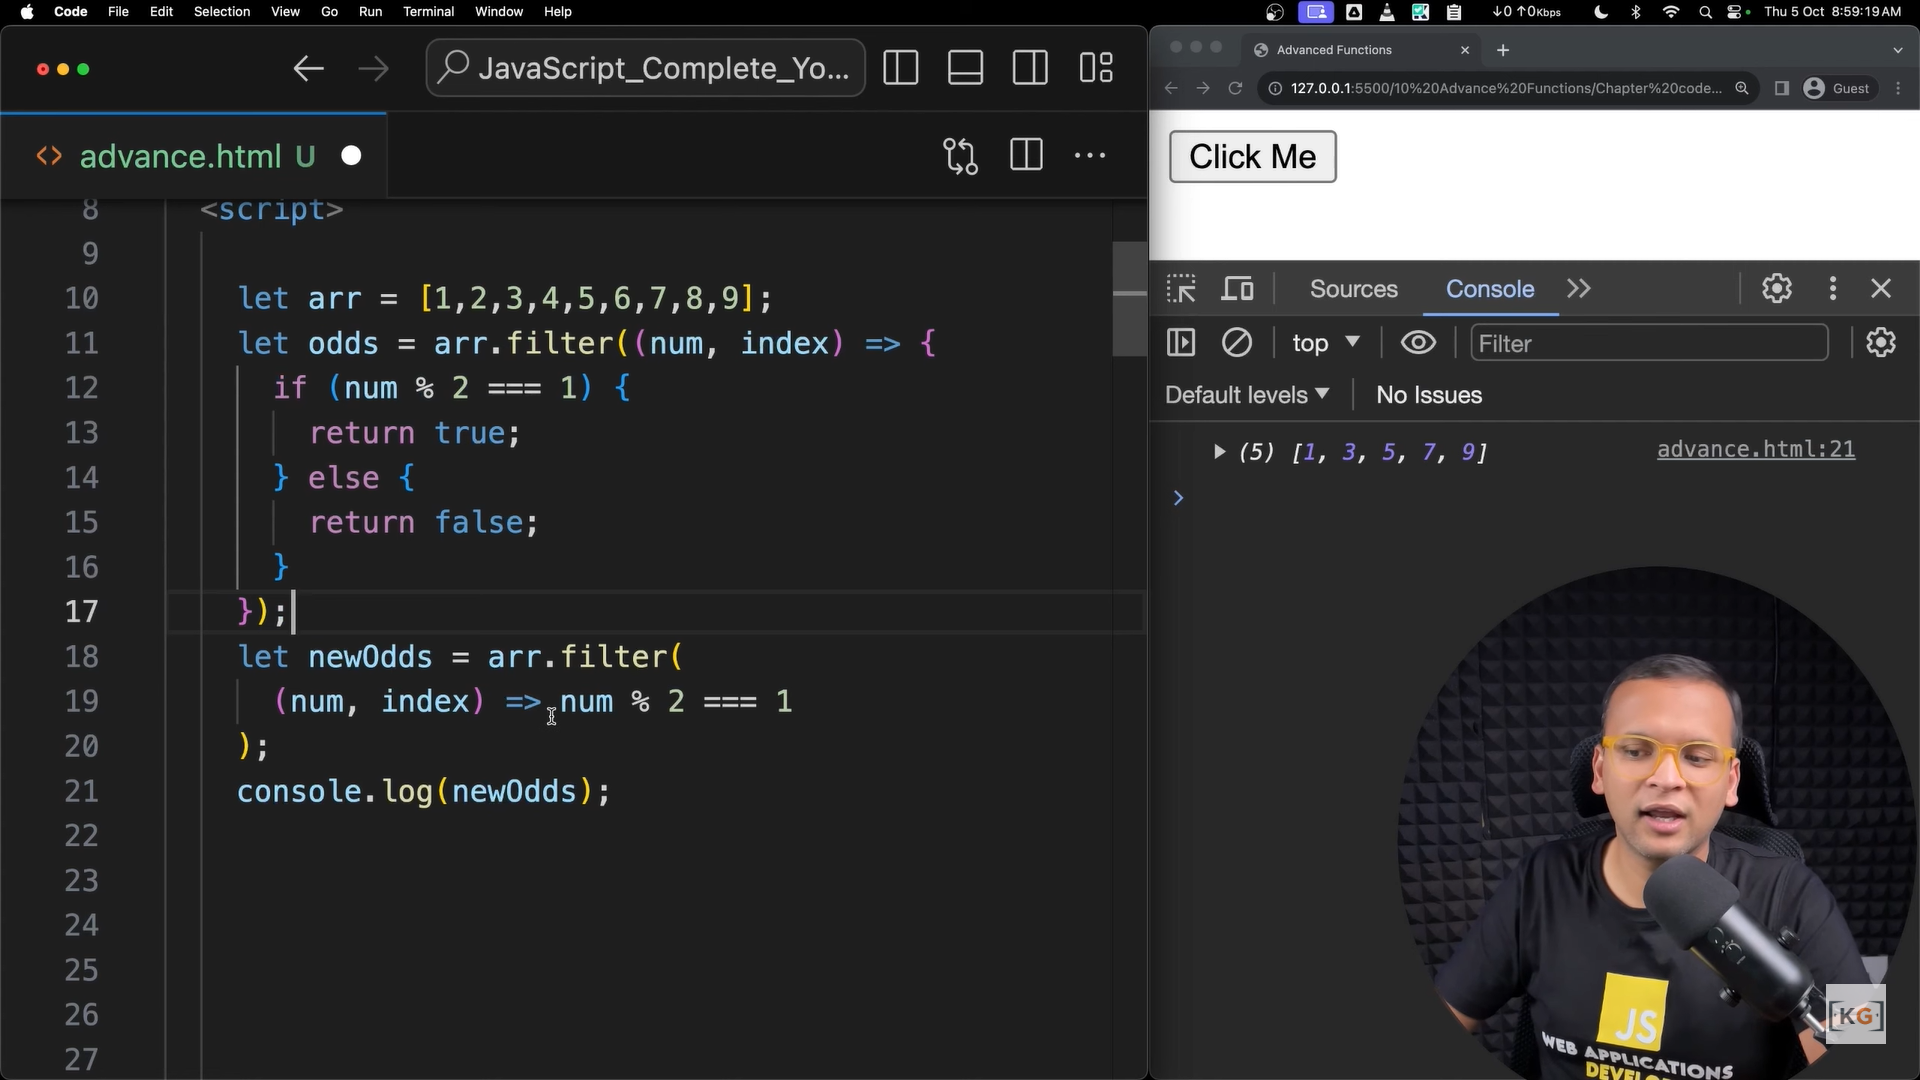 Code File Edit Selection View Go Run Terminal Window Help
↓0 ↑0Kbps Thu 5 Oct 8:59:19 AM
JavaScript_Complete_Yo...
advance.html U
8 <script>
9
10 let arr = [1,2,3,4,5,6,7,8,9];
11 let odds = arr.filter((num, index) => {
12 if (num % 2 === 1) {
13 return true;
14 } else {
15 return false;
16 }
17 });
18 let newOdds = arr.filter(
19 (num, index) => num % 2 === 1
20 );
21 console.log(newOdds);
22
23
24
25
26
27
Advanced Functions
127.0.0.1:5500/10%20Advance%20Functions/Chapter%20code... Guest
Click Me
Sources Console
top Filter
Default levels No Issues
(5) [1, 3, 5, 7, 9] advance.html:21
JS
WEB APPLICATIONS
KG